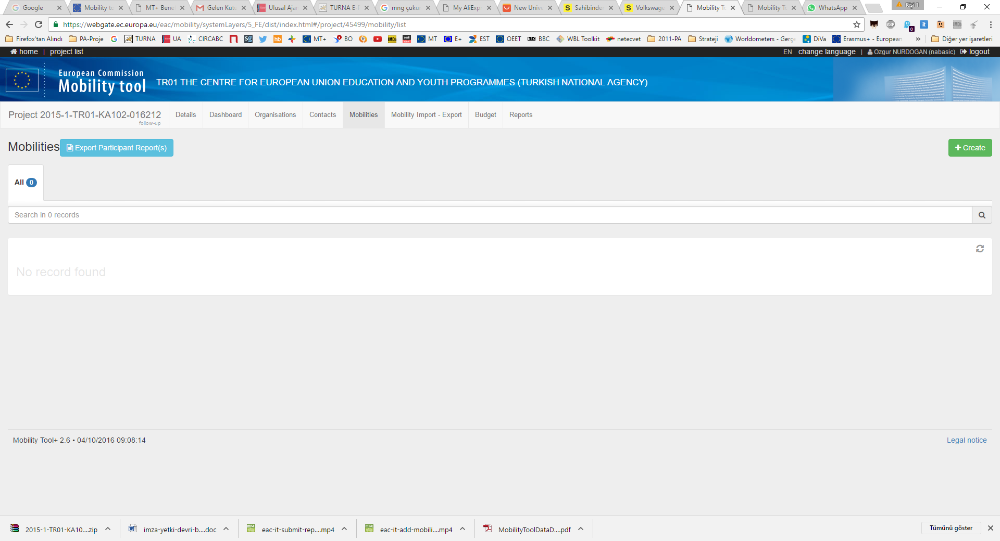 Google
Mobility to
MT+ Bene
Gelen Kutu
Ulusal Ajan
TURNA E-P
mng çuku
My AliExpr
New Unive
Sahibinde
Volkswage
Mobility To
Mobility To
WhatsApp
Kişi 1
https://webgate.ec.europa.eu/eac/mobility/systemLayers/5_FE/dist/index.html#/project/45499/mobility/list
Firefox'tan Alındı PA-Proje TURNA UA CIRCABC MT+ BO MT E+ EST OEET BBC WBL Toolkit netecvet 2011-PA Strateji Worldometers - Gerçe DiVa Erasmus+ - European » Diğer yer işaretleri
home | project list EN change language | Ozgur NURDOGAN (nabasic) logout
European Commission
Mobility tool
TR01 THE CENTRE FOR EUROPEAN UNION EDUCATION AND YOUTH PROGRAMMES (TURKISH NATIONAL AGENCY)
Project 2015-1-TR01-KA102-016212 Details Dashboard Organisations Contacts Mobilities Mobility Import - Export Budget Reports
follow-up
Mobilities Export Participant Report(s) Create
All 0
Search in 0 records
No record found
Mobility Tool+ 2.6 • 04/10/2016 09:08:14 Legal notice
2015-1-TR01-KA10....zip imza-yetki-devri-b....doc eac-it-submit-rep....mp4 eac-it-add-mobili....mp4 MobilityToolDataD....pdf Tümünü göster